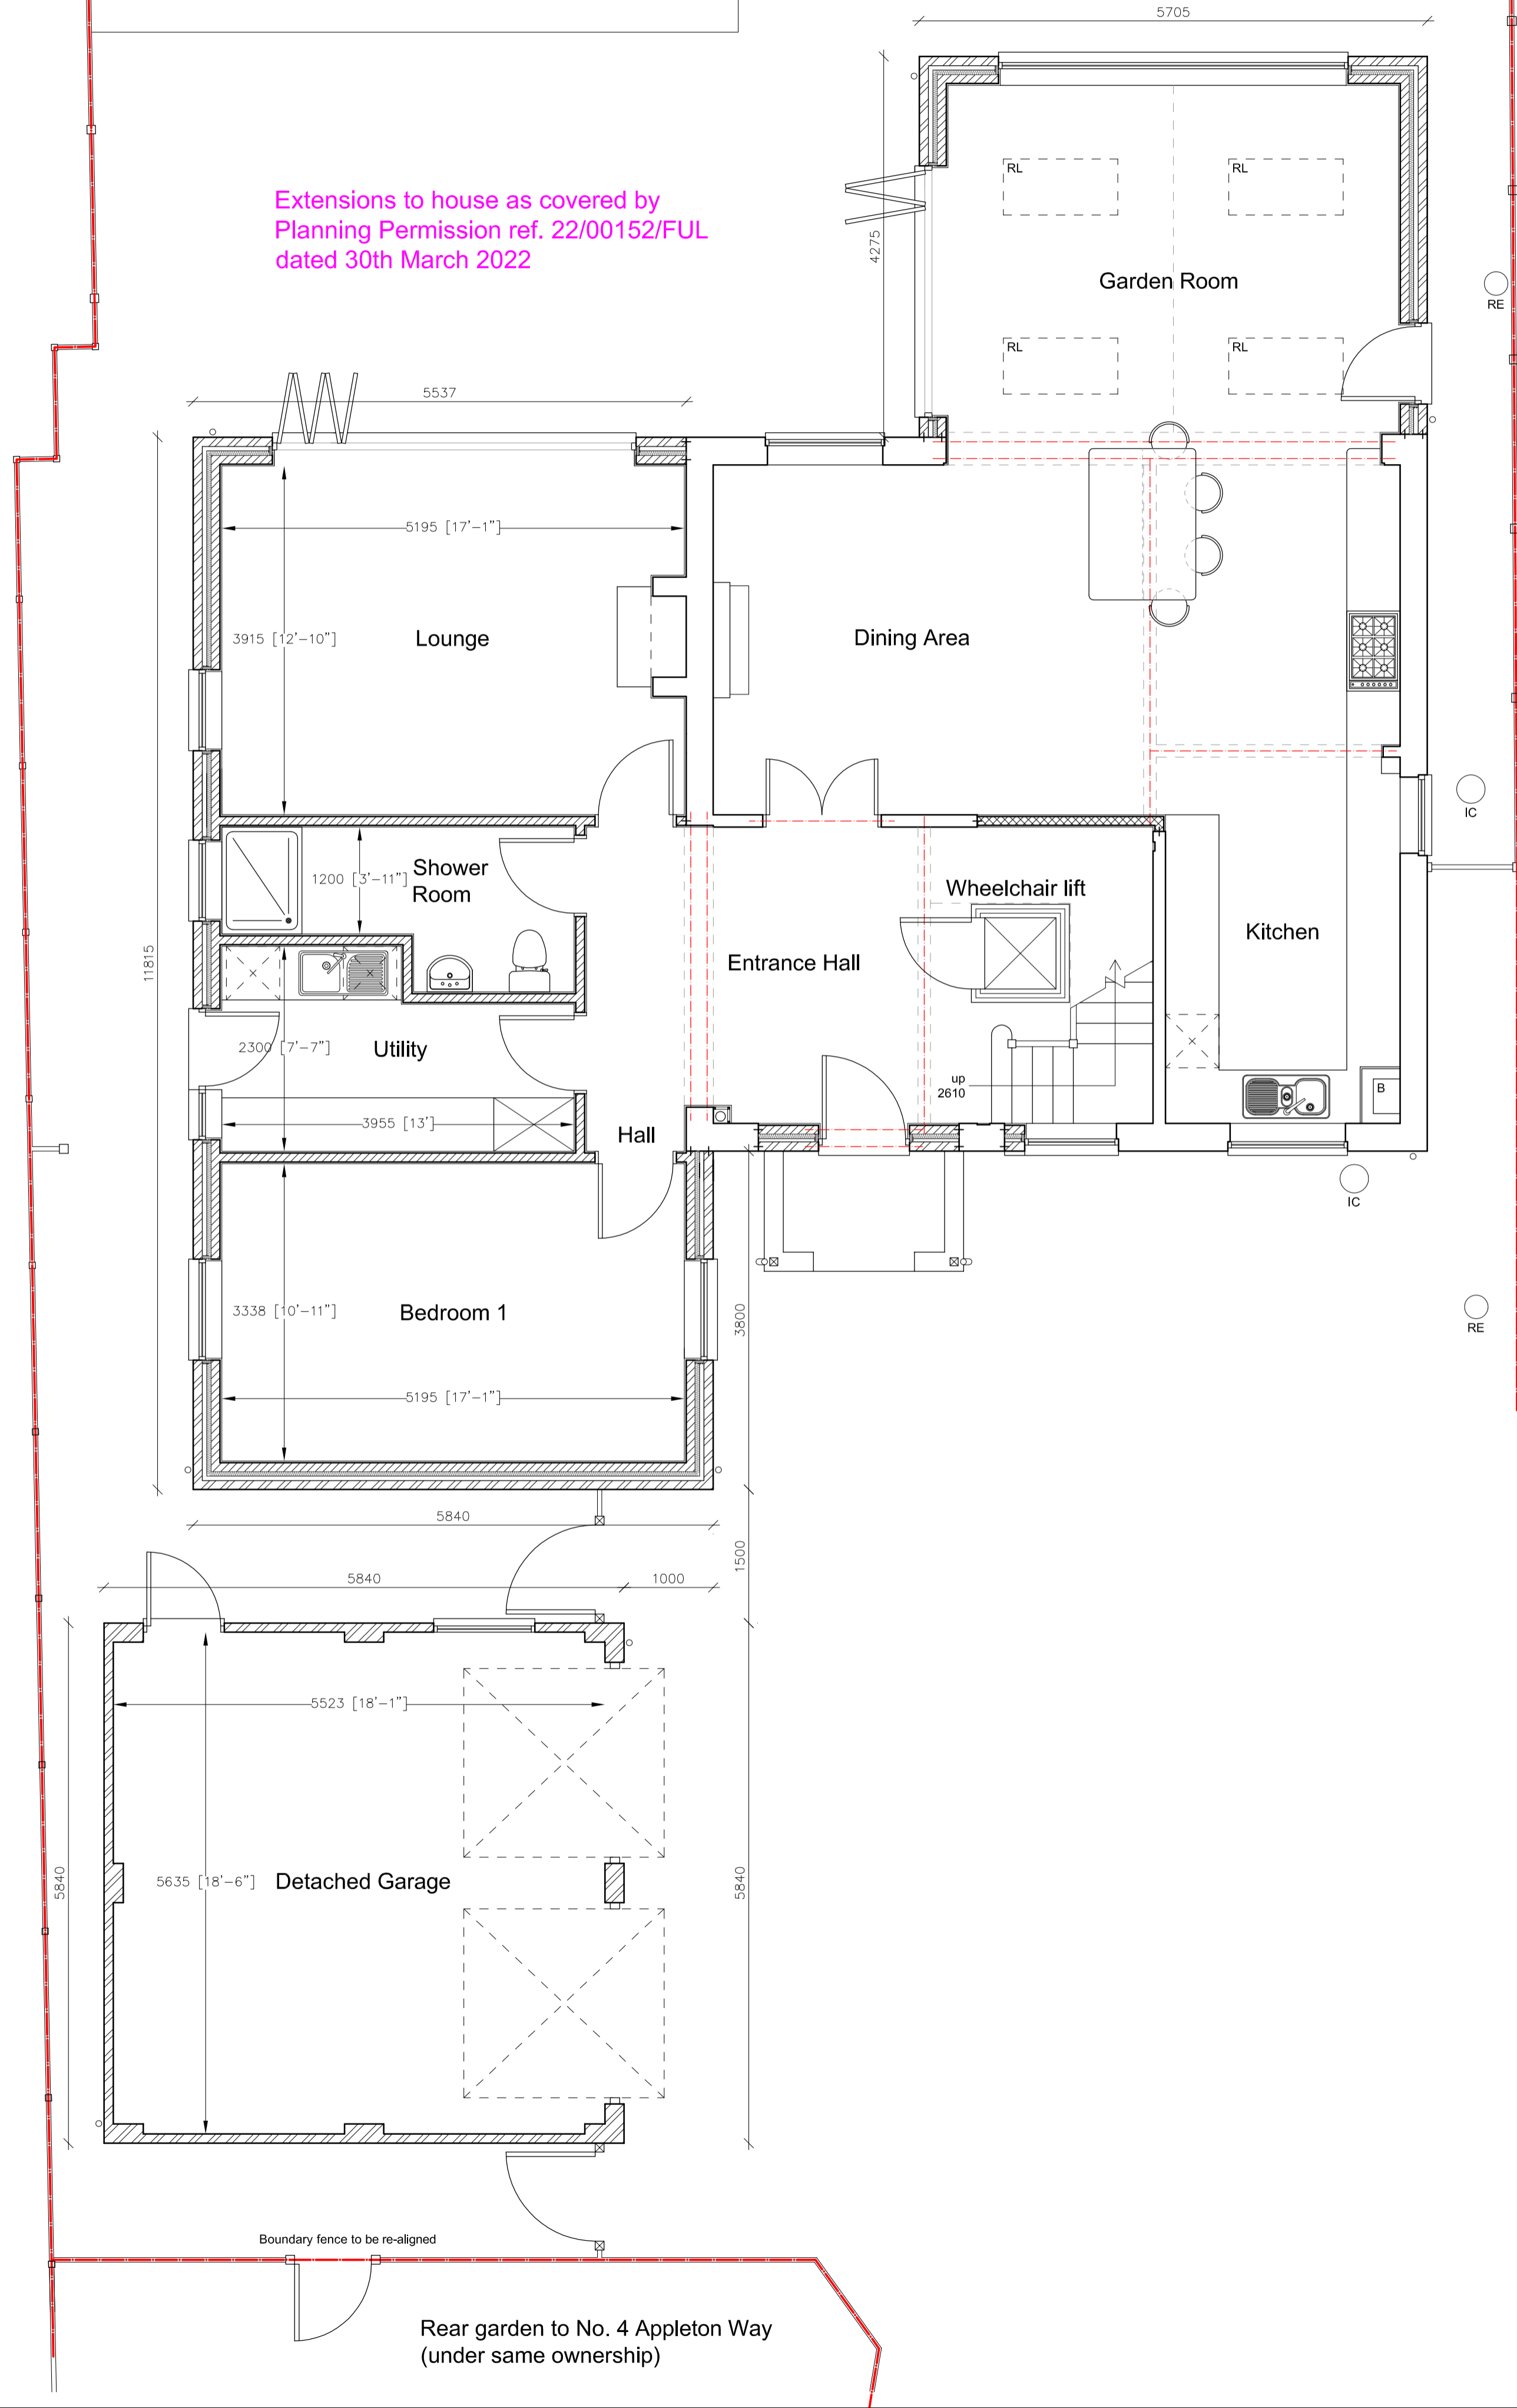 5705
Extensions to house as covered by
Planning Permission ref. 22/00152/FUL
dated 30th March 2022
RL
RL
4275
Garden Room
RE
RL
RL
5537
5195 [17'-1"]
3915 [12'-10"]
Lounge
Dining Area
IC
Shower
Room
1200 [3'-11"]
Wheelchair lift
11815
Entrance Hall
Kitchen
2300 [7'-7"]
Utility
up
2610
B
3955 [13']
Hall
IC
3338 [10'-11"]
Bedroom 1
3800
RE
5195 [17'-1"]
5840
1500
5840
1000
5523 [18'-1"]
5840
5635 [18'-6"]
Detached Garage
5840
Boundary fence to be re-aligned
Rear garden to No. 4 Appleton Way
(under same ownership)